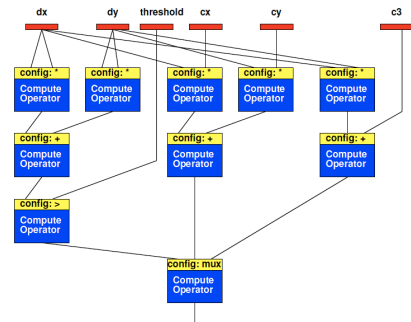 dx dy threshold cx cy c3
config: * config: * config: * config: * config: *
Compute Compute Compute Compute Compute
Operator Operator Operator Operator Operator
config: + config: + config: +
Compute Compute Compute
Operator Operator Operator
config: >
Compute
Operator
config: mux
Compute
Operator